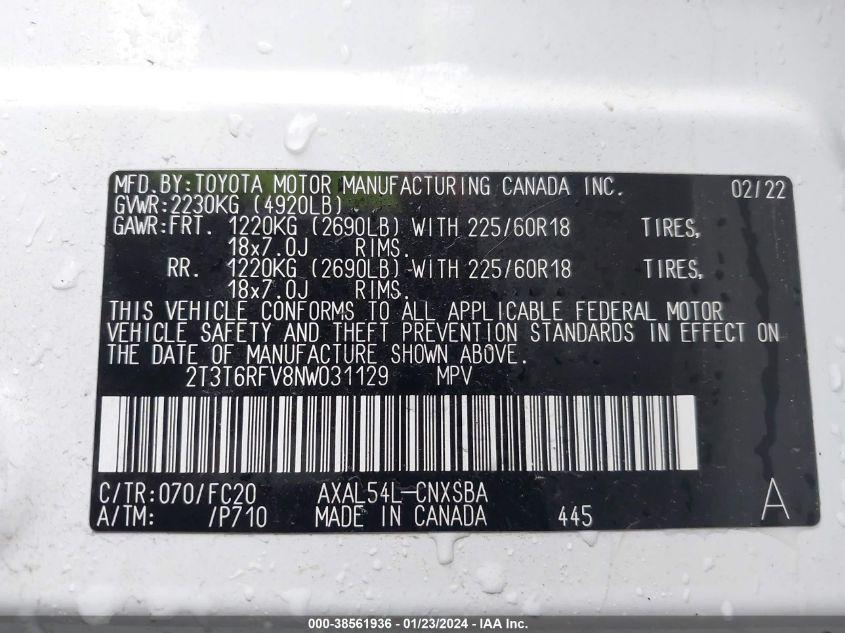 MFD.BY:TOYOTA MOTOR MANUFACTURING CANADA INC. 02/22
GVWR:2230KG (4920LB)
GAWR:FRT. 1220KG (2690LB) WITH 225/60R18 TIRES,
18x7.0J RIMS.
RR. 1220KG (2690LB) WITH 225/60R18 TIRES,
18x7.0J RIMS.
THIS VEHICLE CONFORMS TO ALL APPLICABLE FEDERAL MOTOR
VEHICLE SAFETY AND THEFT PREVENTION STANDARDS IN EFFECT ON
THE DATE OF MANUFACTURE SHOWN ABOVE.
2T3T6RFV8NW031129 MPV
C/TR:070/FC20 AXAL54L-CNXSBA
A/TM: /P710 MADE IN CANADA 445 A
000-38561936 - 01/23/2024 - IAA Inc.